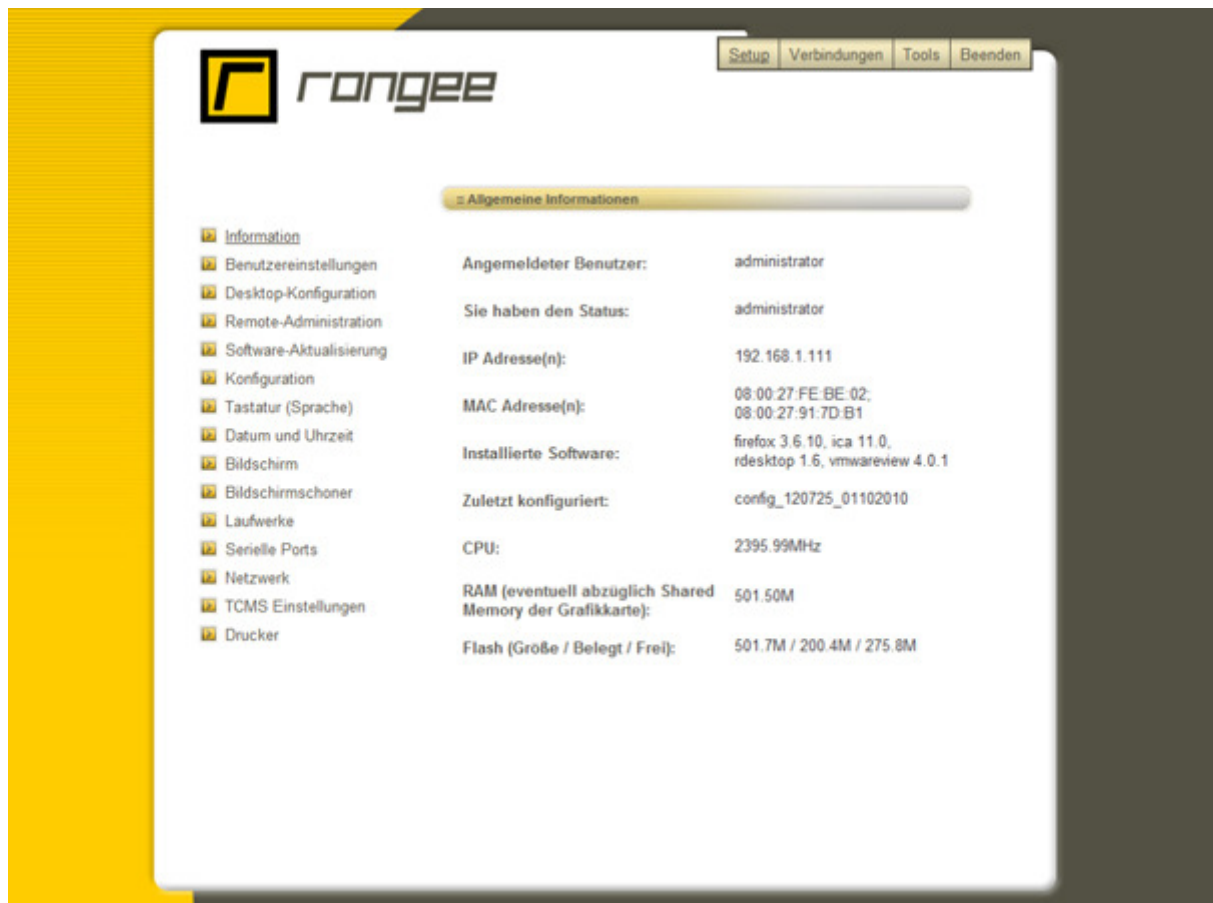 rangee
Setup Verbindungen Tools Beenden
:: Allgemeine Informationen
Information
Benutzereinstellungen
Desktop-Konfiguration
Remote-Administration
Software-Aktualisierung
Konfiguration
Tastatur (Sprache)
Datum und Uhrzeit
Bildschirm
Bildschirmschoner
Laufwerke
Serielle Ports
Netzwerk
TCMS Einstellungen
Drucker
Angemeldeter Benutzer: administrator
Sie haben den Status: administrator
IP Adresse(n): 192.168.1.111
MAC Adresse(n): 08:00:27:FE:BE:02;
08:00:27:91:7D:B1
Installierte Software: firefox 3.6.10, ica 11.0,
rdesktop 1.6, vmwareview 4.0.1
Zuletzt konfiguriert: config_120725_01102010
CPU: 2395.99MHz
RAM (eventuell abzüglich Shared
Memory der Grafikkarte): 501.50M
Flash (Größe / Belegt / Frei): 501.7M / 200.4M / 275.8M